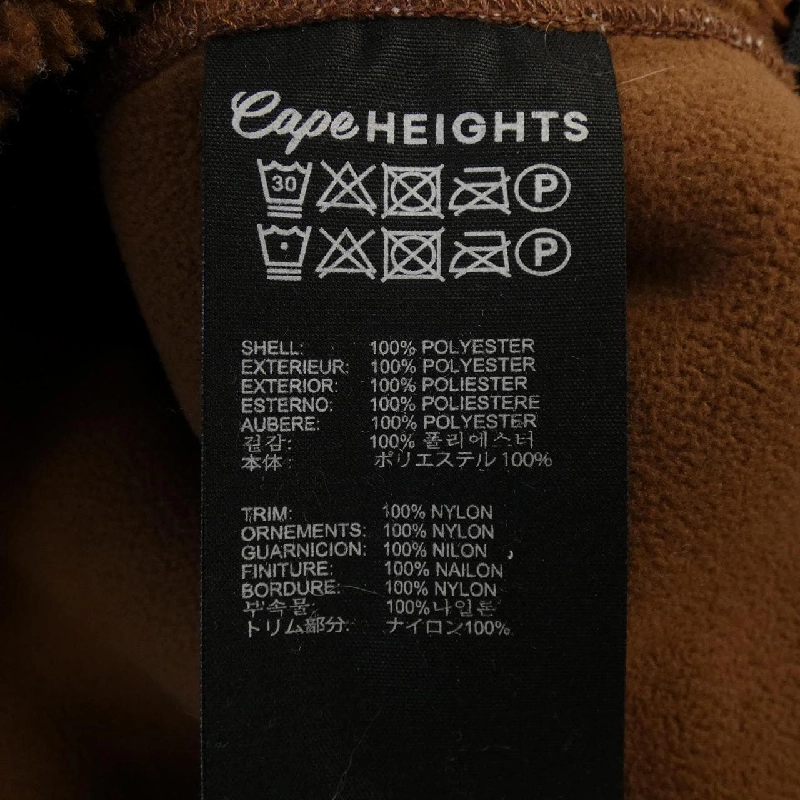 Cape HEIGHTS
30 P
P
SHELL: 100% POLYESTER
EXTERIEUR: 100% POLYESTER
EXTERIOR: 100% POLIESTER
ESTERNO: 100% POLIESTERE
AUBERE: 100% POLYESTER
겉감: 100% 폴리에스터
本体: ポリエステル 100%
TRIM: 100% NYLON
ORNEMENTS: 100% NYLON
GUARNICION: 100% NILON
FINITURE: 100% NAILON
BORDURE: 100% NYLON
부속물: 100% 나일론
トリム部分: ナイロン100%